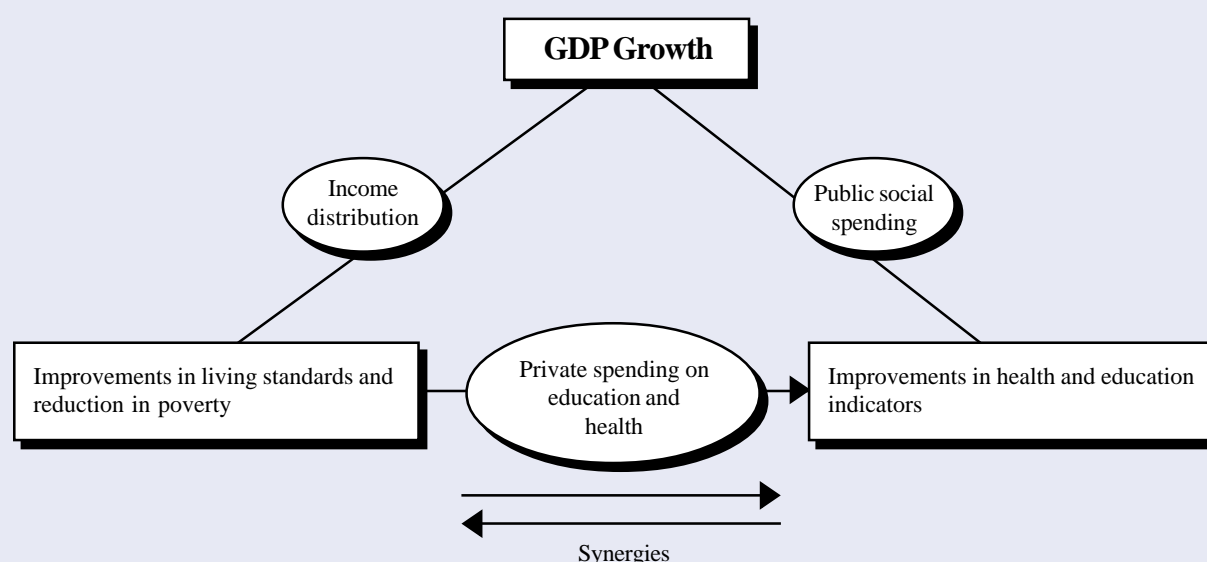 GDP Growth
Income
distribution
Public social
spending
Improvements in living standards and
reduction in poverty
Private spending on
education and
health
Improvements in health and education
indicators
Synergies